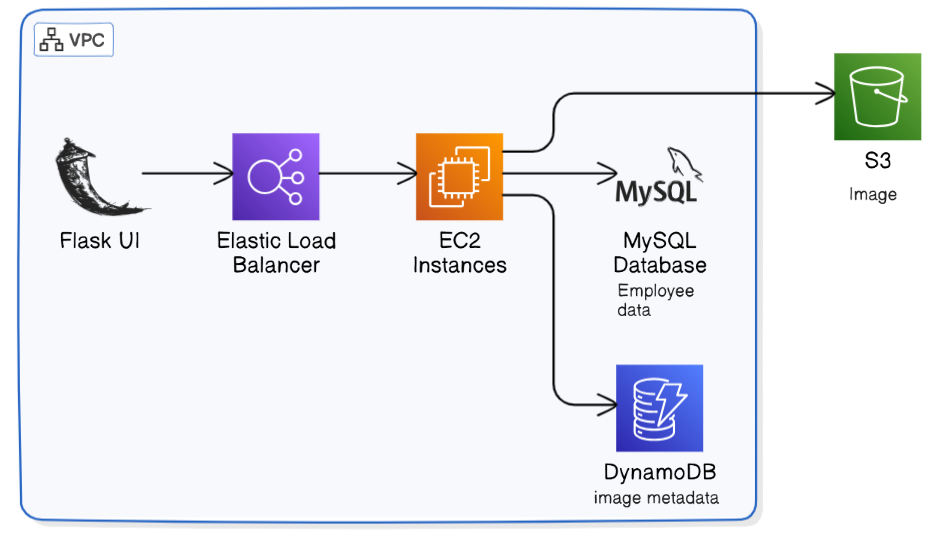 VPC
Flask UI
Elastic Load
Balancer
EC2
Instances
MySQL
MySQL
Database
Employee
data
S3
Image
DynamoDB
image metadata